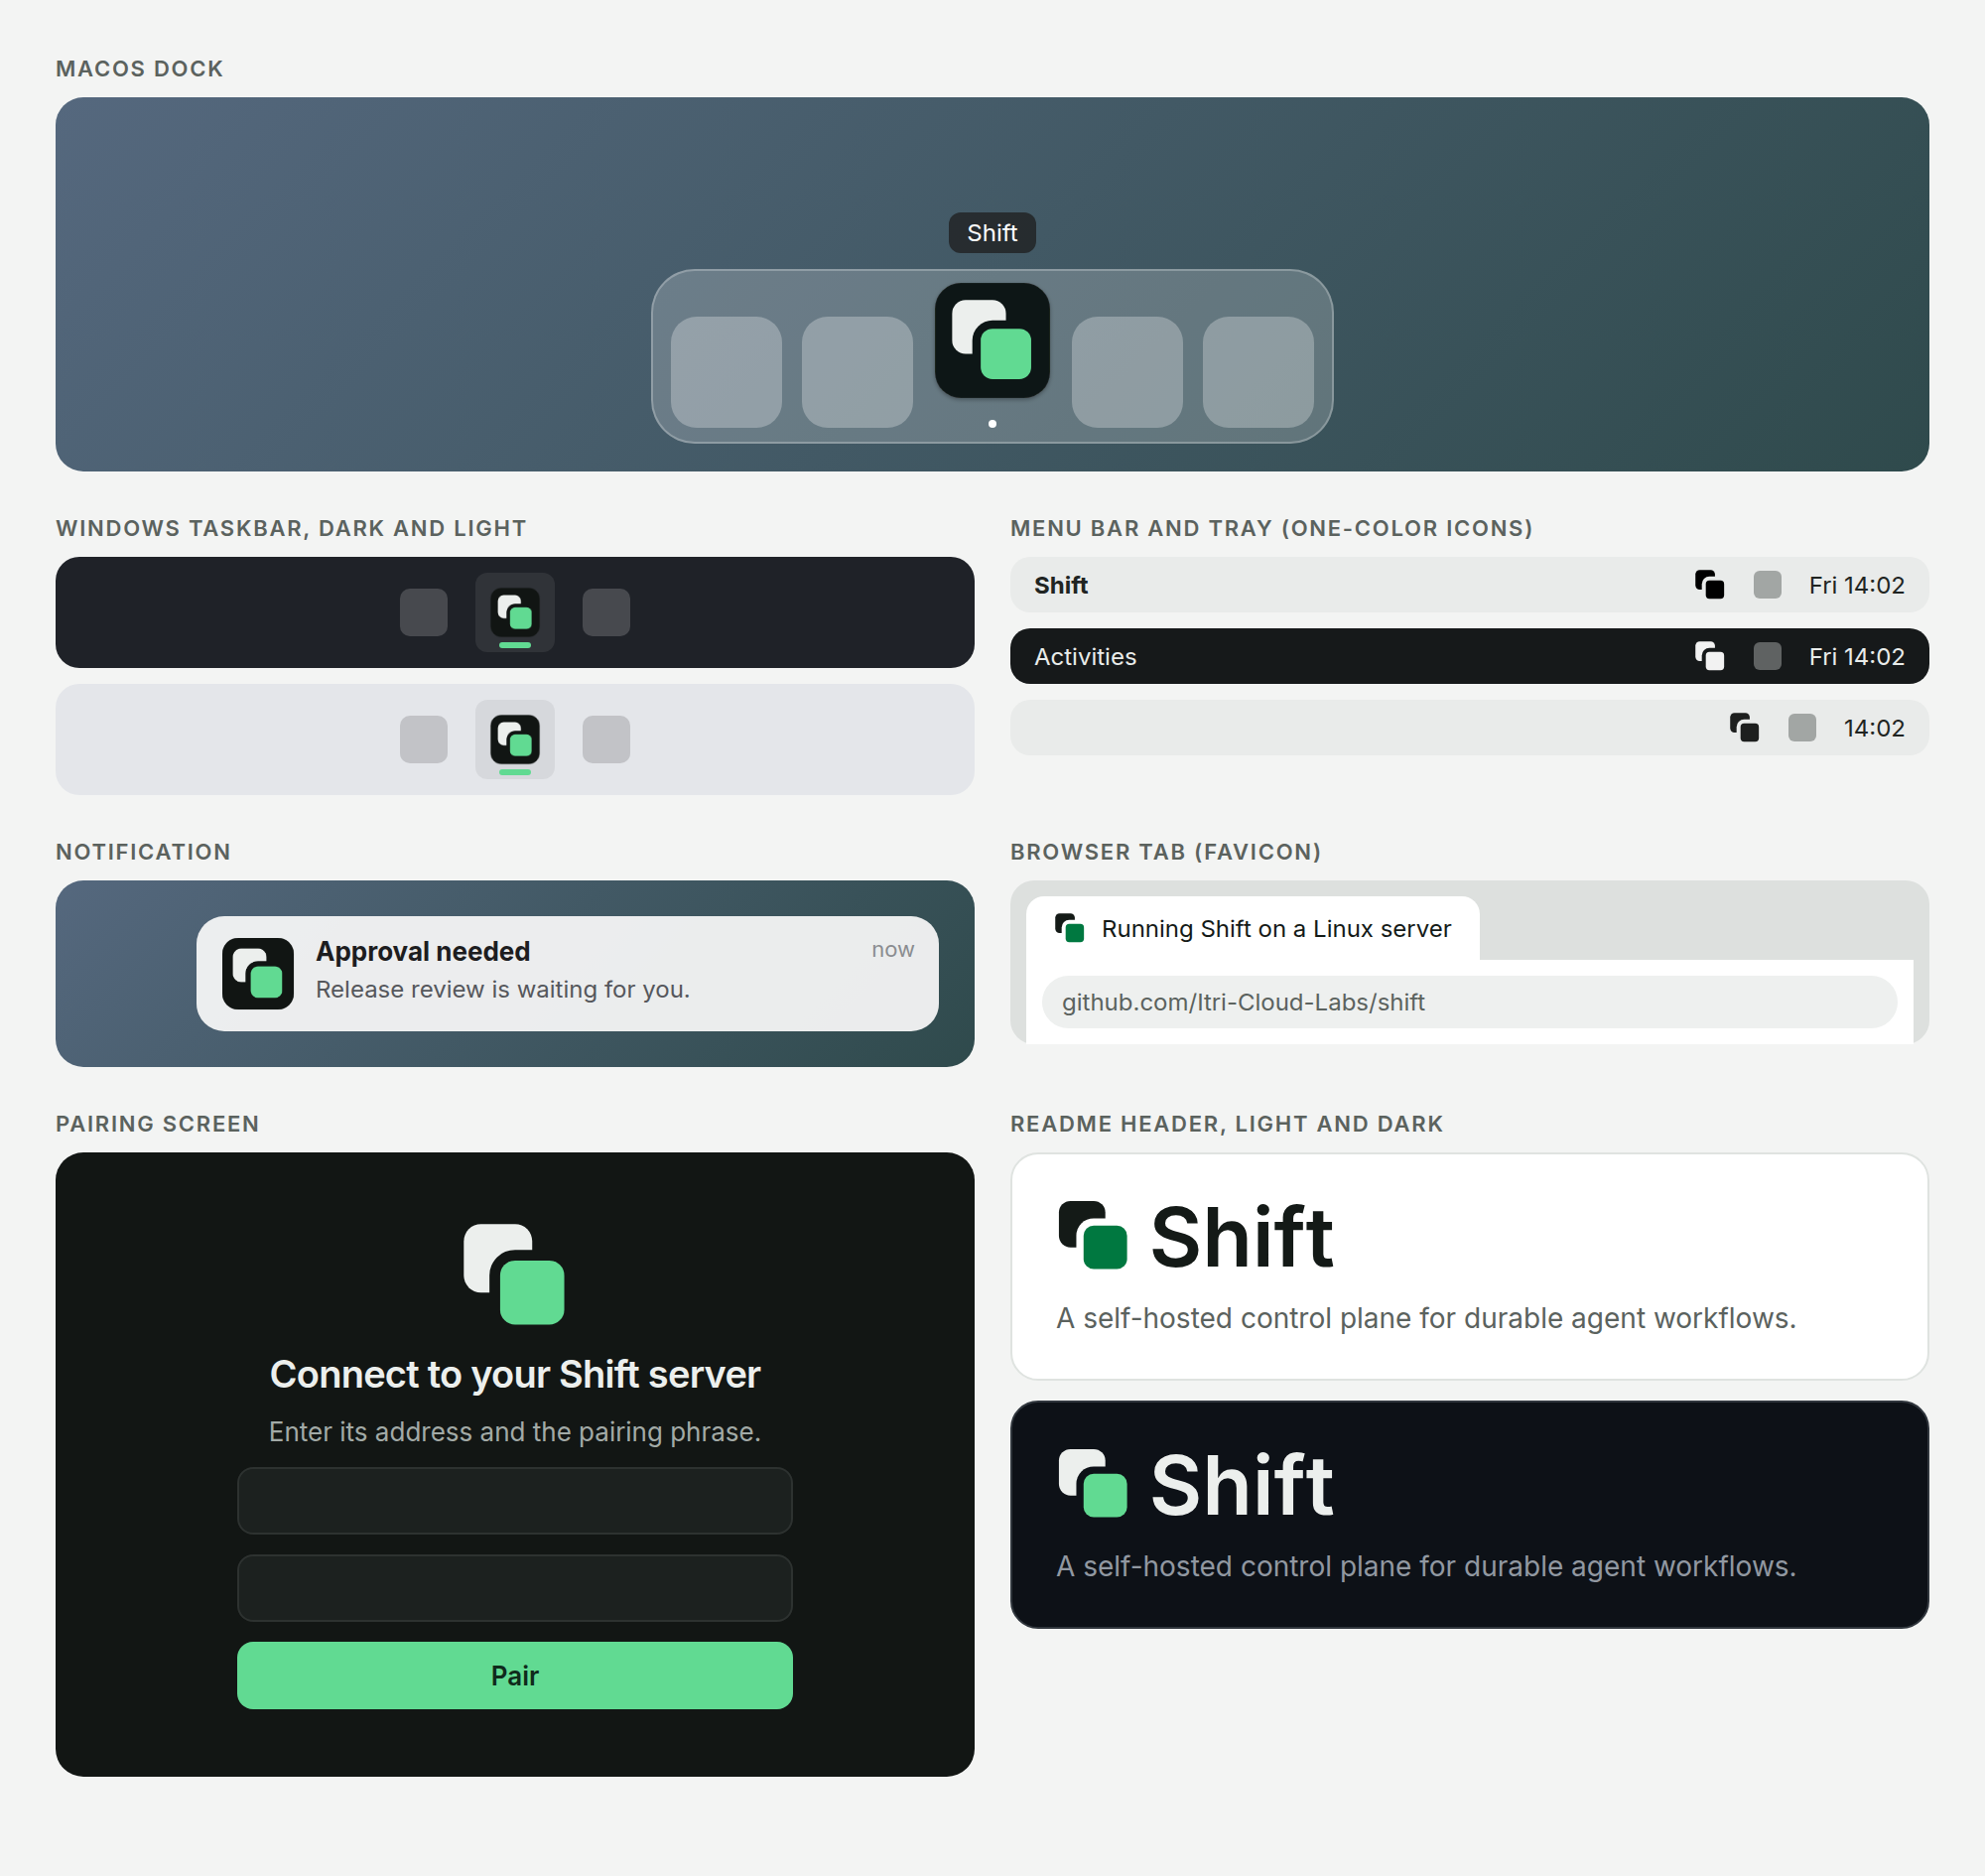 MACOS DOCK
Shift
WINDOWS TASKBAR, DARK AND LIGHT
MENU BAR AND TRAY (ONE-COLOR ICONS)
Shift Fri 14:02
Activities Fri 14:02
14:02
NOTIFICATION
Approval needed now
Release review is waiting for you.
BROWSER TAB (FAVICON)
Running Shift on a Linux server
github.com/Itri-Cloud-Labs/shift
PAIRING SCREEN
Connect to your Shift server
Enter its address and the pairing phrase.
Pair
README HEADER, LIGHT AND DARK
Shift
A self-hosted control plane for durable agent workflows.
Shift
A self-hosted control plane for durable agent workflows.